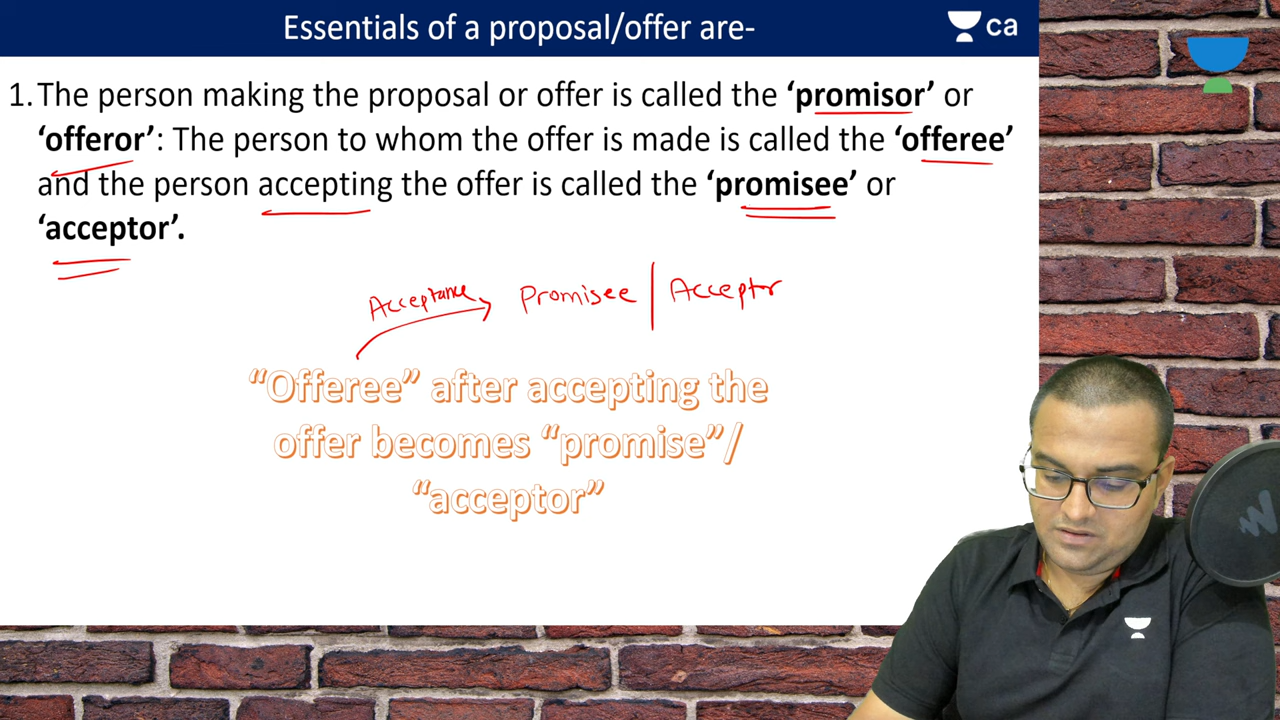 Essentials of a proposal/offer are-
ca
1. The person making the proposal or offer is called the ‘promisor’ or
‘offeror’: The person to whom the offer is made is called the ‘offeree’
and the person accepting the offer is called the ‘promisee’ or
‘acceptor’.
Acceptance Promisee | Acceptor
“Offeree” after accepting the
offer becomes “promise”/
“acceptor”